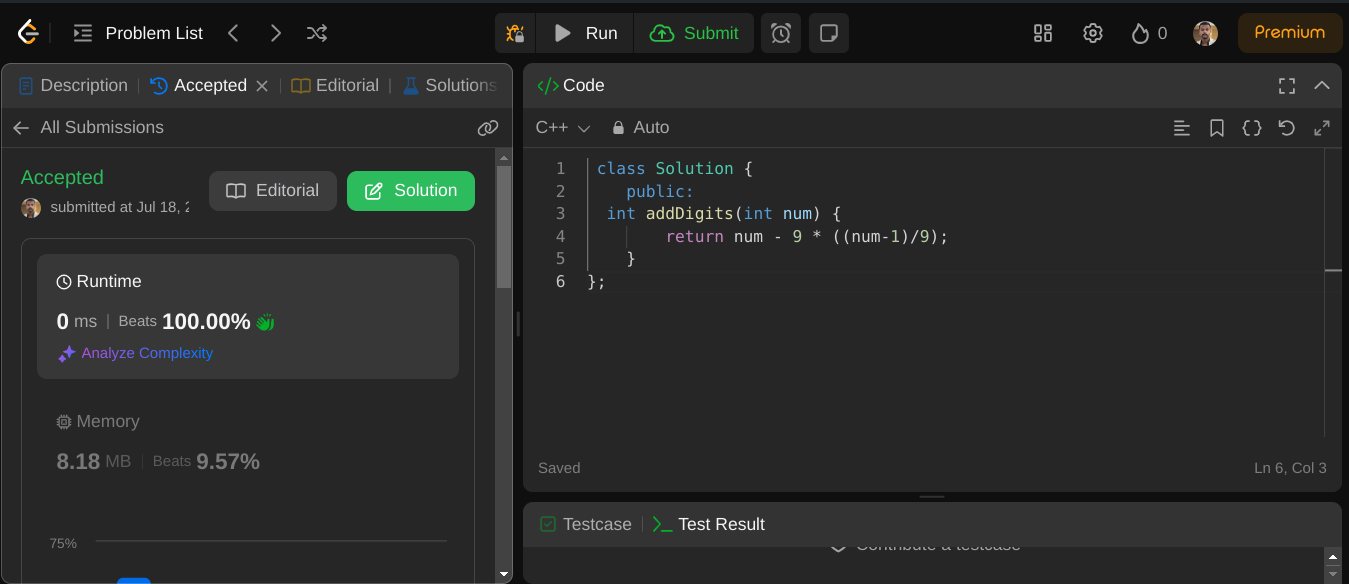 Problem List
Run
Submit
0
Premium
Description
Accepted
Editorial
Solutions
All Submissions
Accepted
submitted at Jul 18, 2
Editorial
Solution
Runtime
0 ms | Beats 100.00%
Analyze Complexity
Memory
8.18 MB | Beats 9.57%
75%
</> Code
C++
Auto
1 class Solution {
2 public:
3 int addDigits(int num) {
4 return num - 9 * ((num-1)/9);
5 }
6 };
Saved
Ln 6, Col 3
Testcase
Test Result
Contribute a testcase